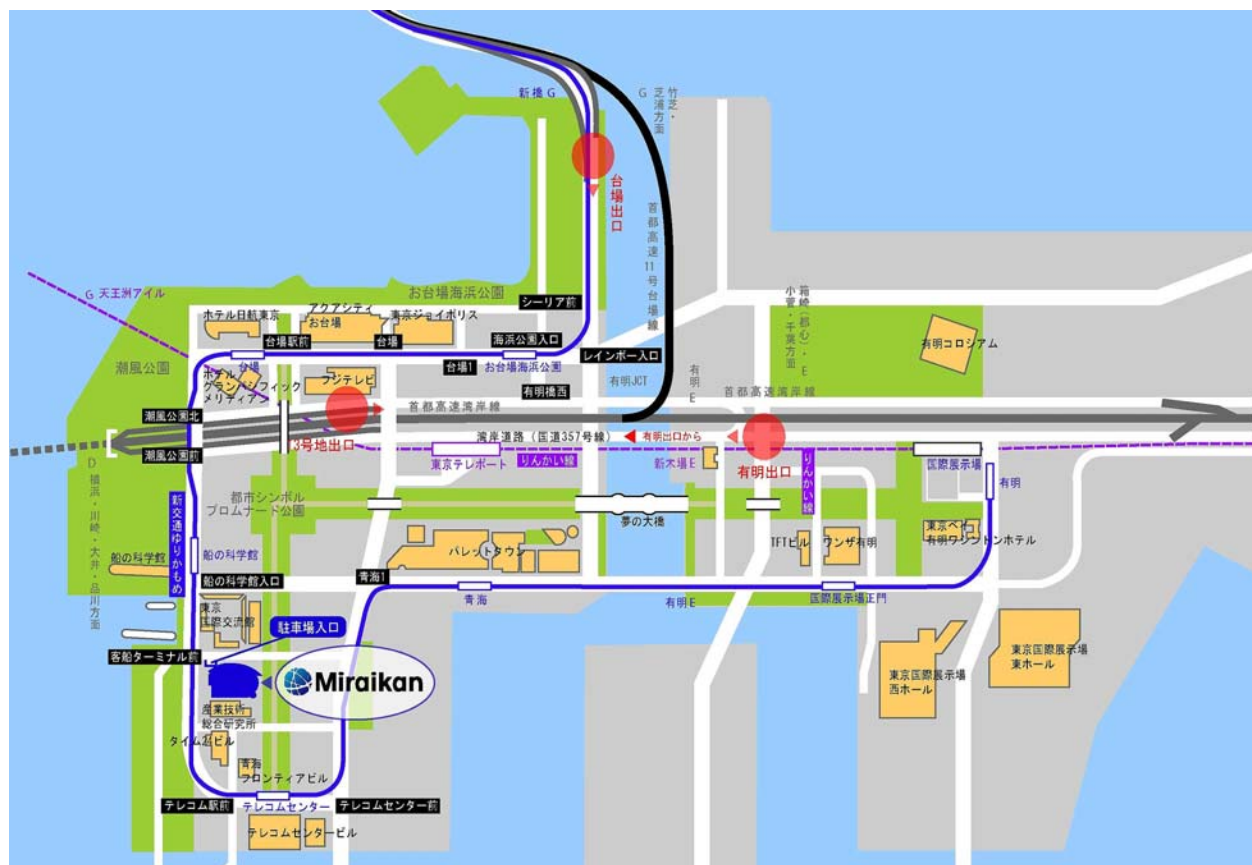 新橋 G
竹芝・
芝浦方面
G
台場出口
首都高速11号台場線
G 天王洲アイル
お台場海浜公園
シーリア前
箱崎(都心)・E
小菅・千葉方面
ホテル日航東京
アクアシティ
お台場
東京ジョイポリス
台場駅前
台場
海浜公園入口
レインボー入口
有明コロシアム
台場
台場1
お台場海浜公園
潮風公園
ホテル
グランパシフィック
メリディアン
フジテレビ
有明橋西
有明JCT
有明 E
首都高速湾岸線
潮風公園北
首都高速湾岸線
13号地出口
湾岸道路(国道357号線)
有明出口から
潮風公園前
東京テレポート
りんかい線
新木場 E
有明出口
りんかい線
国際展示場
有明
D 横浜・川崎・大井・品川方面
新交通ゆりかもめ
都市シンボル
プロムナード公園
夢の大橋
船の科学館
船の科学館
パレットタウン
TFTビル
ワンザ有明
東京ベイ
有明ワシントンホテル
船の科学館入口
青海1
青海
有明 E
国際展示場正門
東京
国際交流館
駐車場入口
客船ターミナル前
Miraikan
東京国際展示場
西ホール
東京国際展示場
東ホール
産業技術
総合研究所
タイム24ビル
青海
フロンティアビル
テレコム駅前
テレコムセンター
テレコムセンター前
テレコムセンタービル